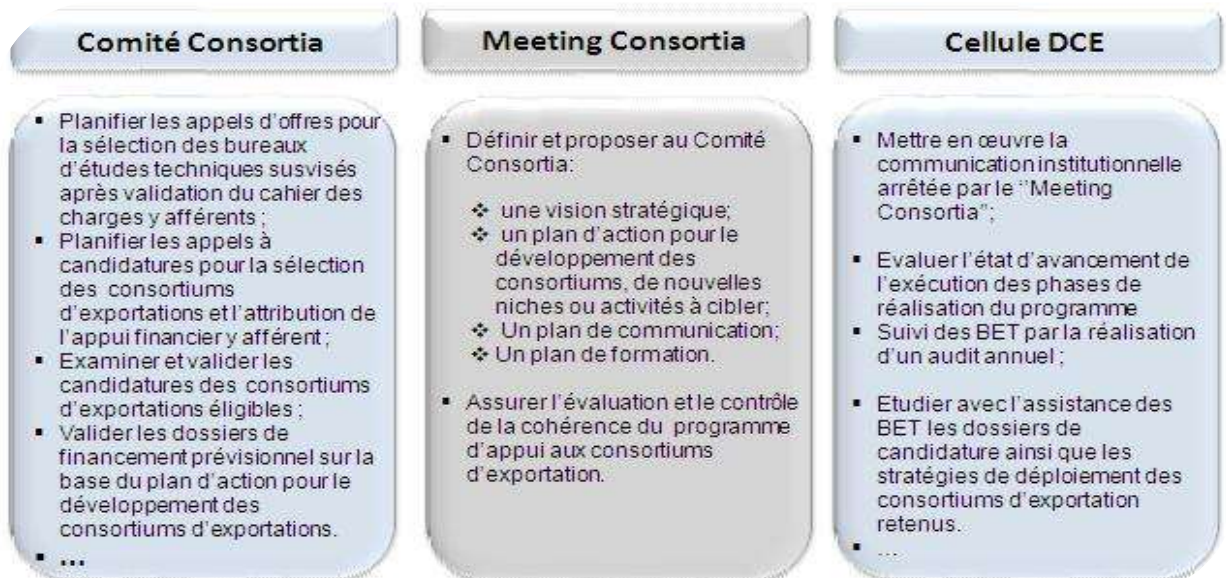 Comité Consortia
▪ Planifier les appels d'offres pour
la sélection des bureaux
d'études techniques susvisés
après validation du cahier des
charges y afférents ;
▪ Planifier les appels à
candidatures pour la sélection
des consortiums
d'exportations et l'attribution de
l'appui financier y afférent ;
▪ Examiner et valider les
candidatures des consortiums
d'exportations éligibles ;
▪ Valider les dossiers de
financement prévisionnel sur la
base du plan d'action pour le
développement des
consortiums d'exportations.
▪ ...
Meeting Consortia
▪ Définir et proposer au Comité
Consortia:
❖ une vision stratégique;
❖ un plan d'action pour le
développement des
consortiums, de nouvelles
niches ou activités à cibler;
❖ Un plan de communication;
❖ Un plan de formation.
▪ Assurer l'évaluation et le contrôle
de la cohérence du programme
d'appui aux consortiums
d'exportation.
Cellule DCE
▪ Mettre en œuvre la
communication institutionnelle
arrêtée par le ‘'Meeting
Consortia'';
▪ Evaluer l'état d'avancement de
l'exécution des phases de
réalisation du programme
▪ Suivi des BET par la réalisation
d'un audit annuel ;
▪ Etudier avec l'assistance des
BET les dossiers de
candidature ainsi que les
stratégies de déploiement des
consortiums d'exportation
retenus.
▪ ...